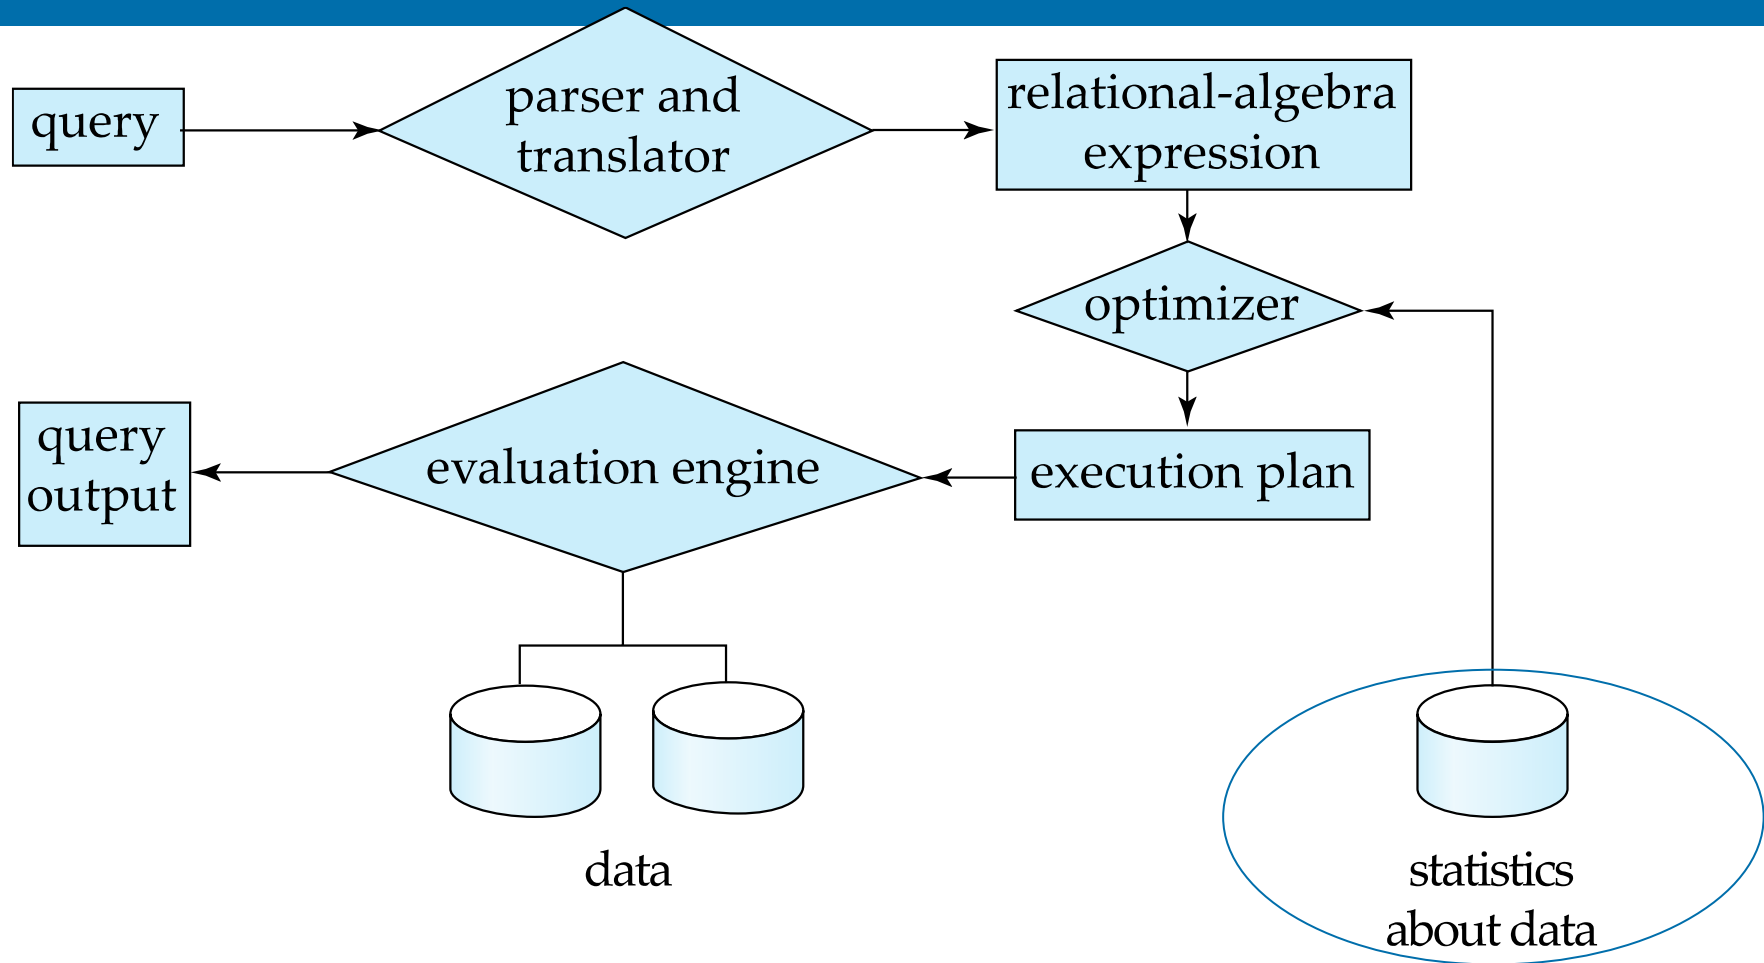 query
parser and
translator
relational-algebra
expression
optimizer
query
output
evaluation engine
execution plan
data
statistics
about data